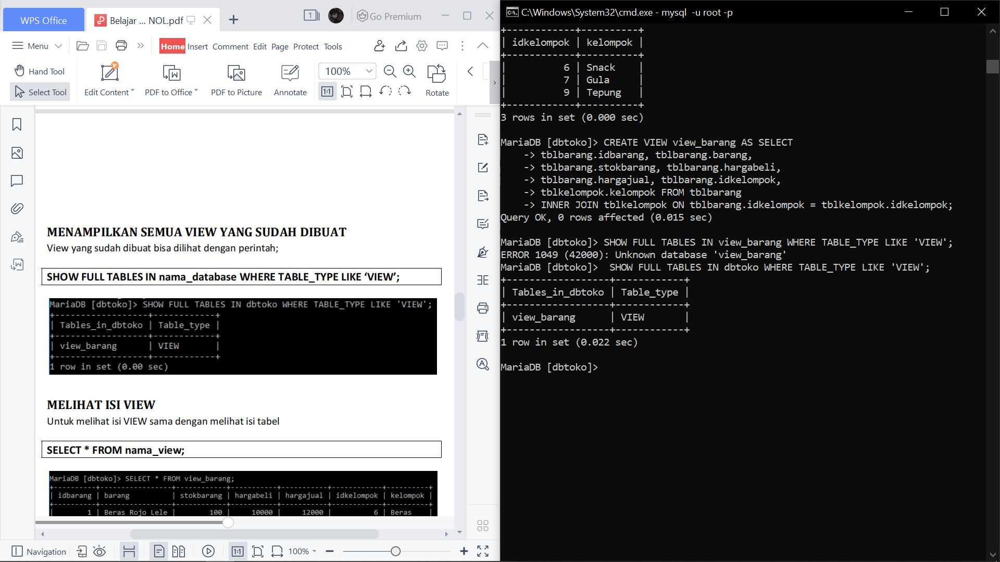 WPS Office
Belajar ... NOL.pdf
1
Go Premium
Menu
Home Insert Comment Edit Page Protect Tools
Hand Tool
Select Tool
Edit Content
PDF to Office
PDF to Picture
Annotate
100%
1:1
Rotate
MENAMPILKAN SEMUA VIEW YANG SUDAH DIBUAT
View yang sudah dibuat bisa dilihat dengan perintah;
SHOW FULL TABLES IN nama_database WHERE TABLE_TYPE LIKE ‘VIEW’;
MariaDB [dbtoko]> SHOW FULL TABLES IN dbtoko WHERE TABLE_TYPE LIKE 'VIEW';
+-------------------+------------+
| Tables_in_dbtoko | Table_type |
+-------------------+------------+
| view_barang | VIEW |
+-------------------+------------+
1 row in set (0.00 sec)
MELIHAT ISI VIEW
Untuk melihat isi VIEW sama dengan melihat isi tabel
SELECT * FROM nama_view;
MariaDB [dbtoko]> SELECT * FROM view_barang;
+----------+-----------------+------------+-----------+-----------+------------+----------+
| idbarang | barang | stokbarang | hargabeli | hargajual | idkelompok | kelompok |
+----------+-----------------+------------+-----------+-----------+------------+----------+
| 1 | Beras Rojo Lele | 100 | 10000 | 12000 | 6 | Beras |
Navigation
1:1
100%
C:\Windows\System32\cmd.exe - mysql  -u root -p
+------------+----------+
| idkelompok | kelompok |
+------------+----------+
| 6 | Snack |
| 7 | Gula |
| 9 | Tepung |
+------------+----------+
3 rows in set (0.000 sec)
MariaDB [dbtoko]> CREATE VIEW view_barang AS SELECT
-> tblbarang.idbarang, tblbarang.barang,
-> tblbarang.stokbarang, tblbarang.hargabeli,
-> tblbarang.hargajual, tblbarang.idkelompok,
-> tblkelompok.kelompok FROM tblbarang
-> INNER JOIN tblkelompok ON tblbarang.idkelompok = tblkelompok.idkelompok;
Query OK, 0 rows affected (0.015 sec)
MariaDB [dbtoko]> SHOW FULL TABLES IN view_barang WHERE TABLE_TYPE LIKE 'VIEW';
ERROR 1049 (42000): Unknown database 'view_barang'
MariaDB [dbtoko]>  SHOW FULL TABLES IN dbtoko WHERE TABLE_TYPE LIKE 'VIEW';
+------------------+------------+
| Tables_in_dbtoko | Table_type |
+------------------+------------+
| view_barang | VIEW |
+------------------+------------+
1 row in set (0.022 sec)
MariaDB [dbtoko]>